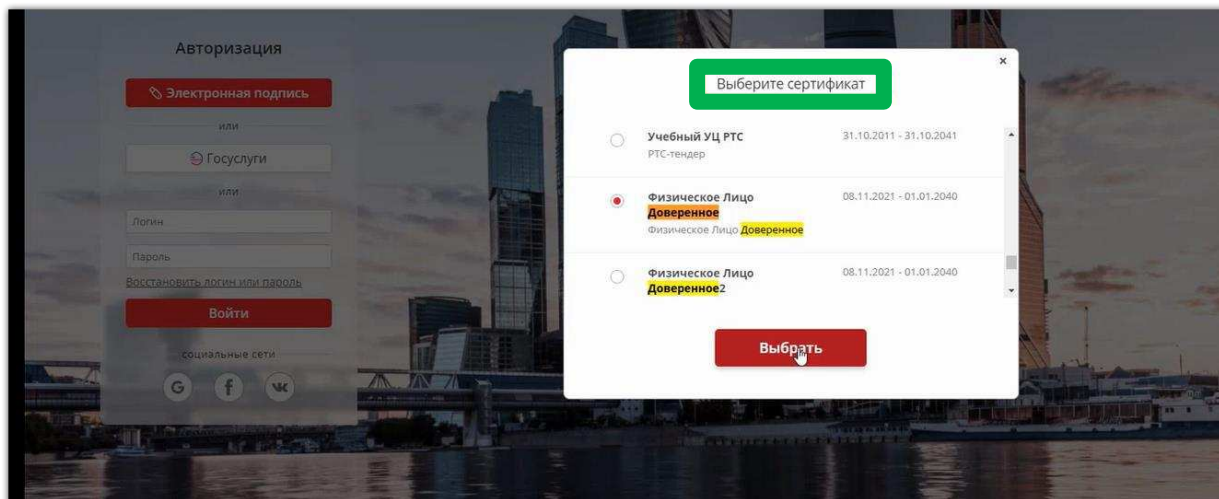 Авторизация
Электронная подпись
или
Госуслуги
или
Логин
Пароль
Восстановить логин или пароль
Войти
социальные сети
Выберите сертификат
×
Учебный УЦ РТС
31.10.2011 - 31.10.2041
РТС-тендер
Физическое Лицо
08.11.2021 - 01.01.2040
Доверенное
Физическое Лицо Доверенное
Физическое Лицо
08.11.2021 - 01.01.2040
Доверенное2
Выбрать